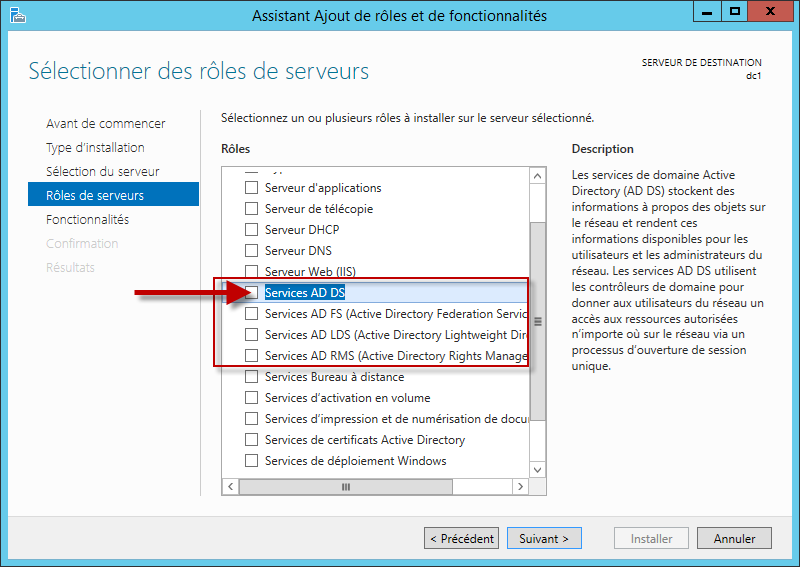 Assistant Ajout de rôles et de fonctionnalités
Sélectionner des rôles de serveurs
SERVEUR DE DESTINATION
dc1
Avant de commencer
Type d'installation
Sélection du serveur
Rôles de serveurs
Fonctionnalités
Confirmation
Résultats
Sélectionnez un ou plusieurs rôles à installer sur le serveur sélectionné.
Rôles
Serveur d'applications
Serveur de télécopie
Serveur DHCP
Serveur DNS
Serveur Web (IIS)
Services AD DS
Services AD FS (Active Directory Federation Servic
Services AD LDS (Active Directory Lightweight Dire
Services AD RMS (Active Directory Rights Manage
Services Bureau à distance
Services d'activation en volume
Services d'impression et de numérisation de docu
Services de certificats Active Directory
Services de déploiement Windows
Description
Les services de domaine Active
Directory (AD DS) stockent des
informations à propos des objets sur
le réseau et rendent ces
informations disponibles pour les
utilisateurs et les administrateurs du
réseau. Les services AD DS utilisent
les contrôleurs de domaine pour
donner aux utilisateurs du réseau un
accès aux ressources autorisées
n'importe où sur le réseau via un
processus d'ouverture de session
unique.
< Précédent
Suivant >
Installer
Annuler